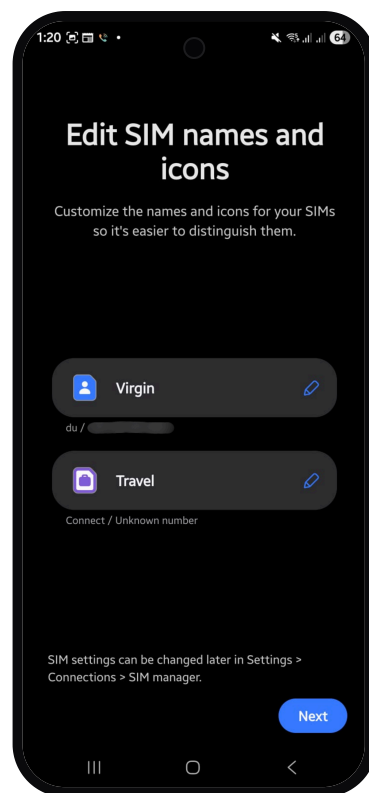 1:20
64
Edit SIM names and
icons
Customize the names and icons for your SIMs
so it's easier to distinguish them.
Virgin
du /
Travel
Connect / Unknown number
SIM settings can be changed later in Settings >
Connections > SIM manager.
Next